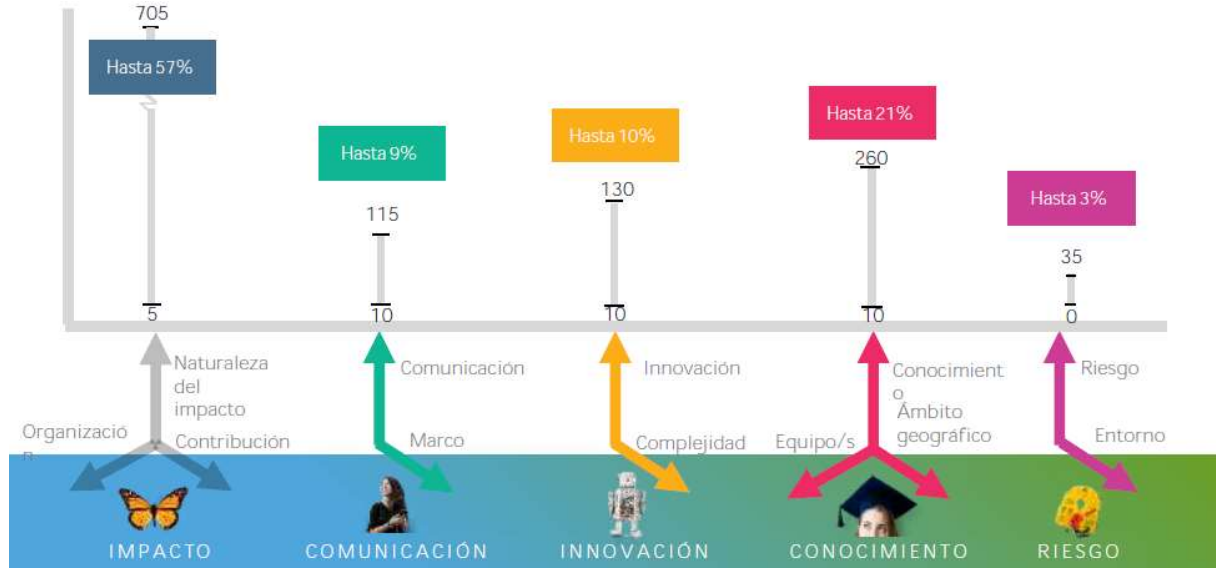 705
Hasta 57%
Hasta 9%
Hasta 10%
Hasta 21%
Hasta 3%
115
130
260
35
5
10
10
10
0
Naturaleza
del
impacto
Organizació
n
Contribución
Comunicación
Marco
Innovación
Complejidad
Conocimient
o
Ámbito
geográfico
Equipo/s
Riesgo
Entorno
IMPACTO
COMUNICACIÓN
INNOVACIÓN
CONOCIMIENTO
RIESGO